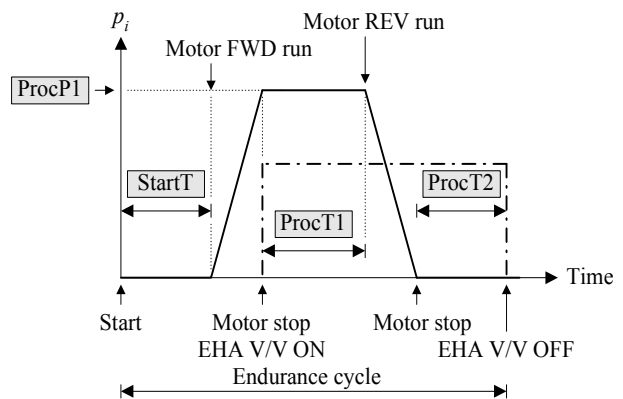 p_i
Motor REV run
Motor FWD run
ProcP1
StartT
ProcT2
ProcT1
Time
Start
Motor stop
EHA V/V ON
Motor stop
EHA V/V OFF
Endurance cycle